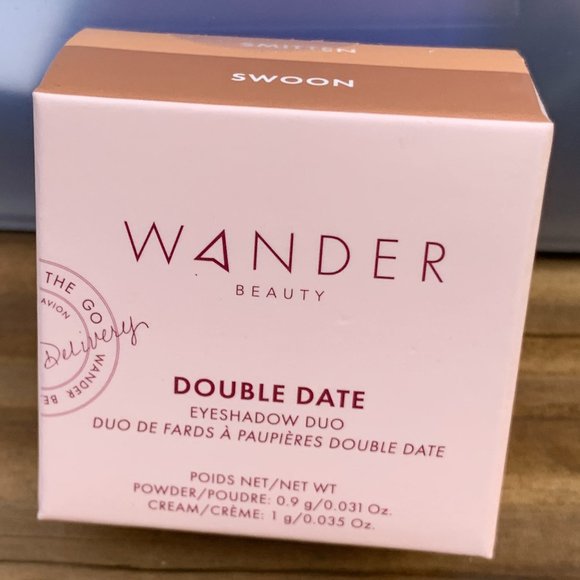 SMITTEN
SWOON
WANDER
BEAUTY
THE GO WANDER BE
AVION
Delivery
DOUBLE DATE
EYESHADOW DUO
DUO DE FARDS À PAUPIÈRES DOUBLE DATE
POIDS NET/NET WT
POWDER/POUDRE: 0.9 g/0.031 Oz.
CREAM/CRÈME: 1 g/0.035 Oz.